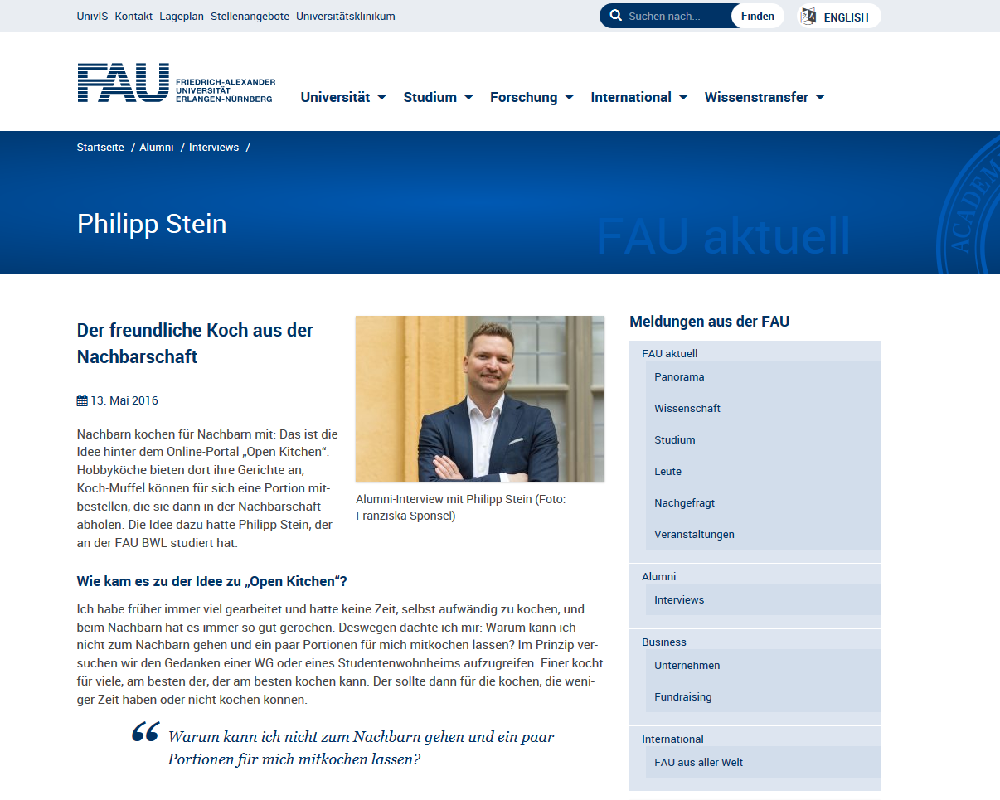 UnivIS Kontakt Lageplan Stellenangebote Universitätsklinikum
Suchen nach...
Finden
ENGLISH
FAU
FRIEDRICH-ALEXANDER
UNIVERSITÄT
ERLANGEN-NÜRNBERG
Universität Studium Forschung International Wissenstransfer
Startseite / Alumni / Interviews /
Philipp Stein
FAU aktuell
ACADEM
Der freundliche Koch aus der
Nachbarschaft
13. Mai 2016
Nachbarn kochen für Nachbarn mit: Das ist die
Idee hinter dem Online-Portal „Open Kitchen“.
Hobbyköche bieten dort ihre Gerichte an,
Koch-Muffel können für sich eine Portion mit-
bestellen, die sie dann in der Nachbarschaft
abholen. Die Idee dazu hatte Philipp Stein, der
an der FAU BWL studiert hat.
Alumni-Interview mit Philipp Stein (Foto:
Franziska Sponsel)
Wie kam es zu der Idee zu „Open Kitchen“?
Ich habe früher immer viel gearbeitet und hatte keine Zeit, selbst aufwändig zu kochen, und
beim Nachbarn hat es immer so gut gerochen. Deswegen dachte ich mir: Warum kann ich
nicht zum Nachbarn gehen und ein paar Portionen für mich mitkochen lassen? Im Prinzip ver-
suchen wir den Gedanken einer WG oder eines Studentenwohnheims aufzugreifen: Einer kocht
für viele, am besten der, der am besten kochen kann. Der sollte dann für die kochen, die weni-
ger Zeit haben oder nicht kochen können.
“ Warum kann ich nicht zum Nachbarn gehen und ein paar
Portionen für mich mitkochen lassen?
Meldungen aus der FAU
FAU aktuell
Panorama
Wissenschaft
Studium
Leute
Nachgefragt
Veranstaltungen
Alumni
Interviews
Business
Unternehmen
Fundraising
International
FAU aus aller Welt